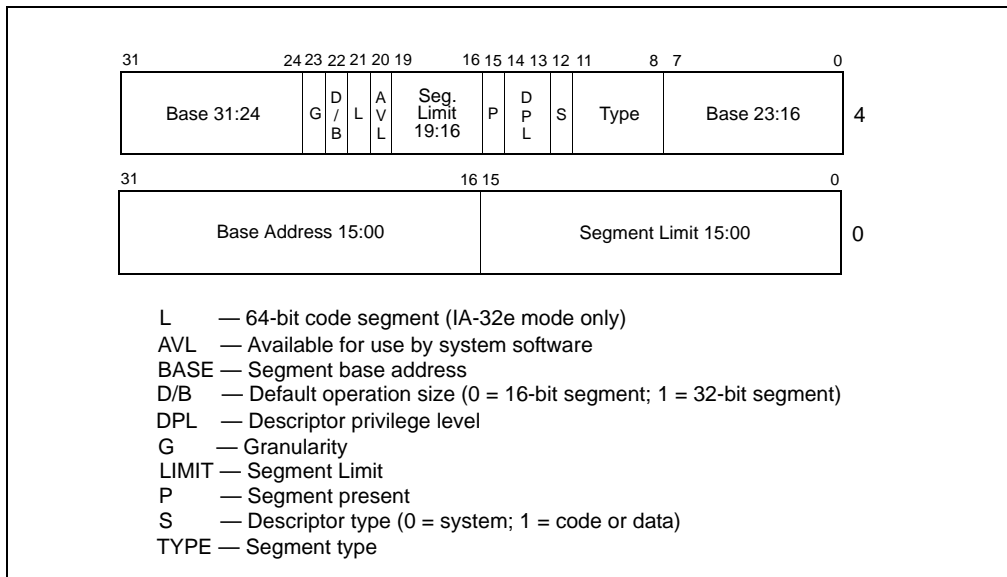 31 24 23 22 21 20 19 16 15 14 13 12 11 8 7 0
Base 31:24 G D/B L AVL Seg. Limit 19:16 P DPL S Type Base 23:16 4
31 16 15 0
Base Address 15:00 Segment Limit 15:00 0
L — 64-bit code segment (IA-32e mode only)
AVL — Available for use by system software
BASE — Segment base address
D/B — Default operation size (0 = 16-bit segment; 1 = 32-bit segment)
DPL — Descriptor privilege level
G — Granularity
LIMIT — Segment Limit
P — Segment present
S — Descriptor type (0 = system; 1 = code or data)
TYPE — Segment type